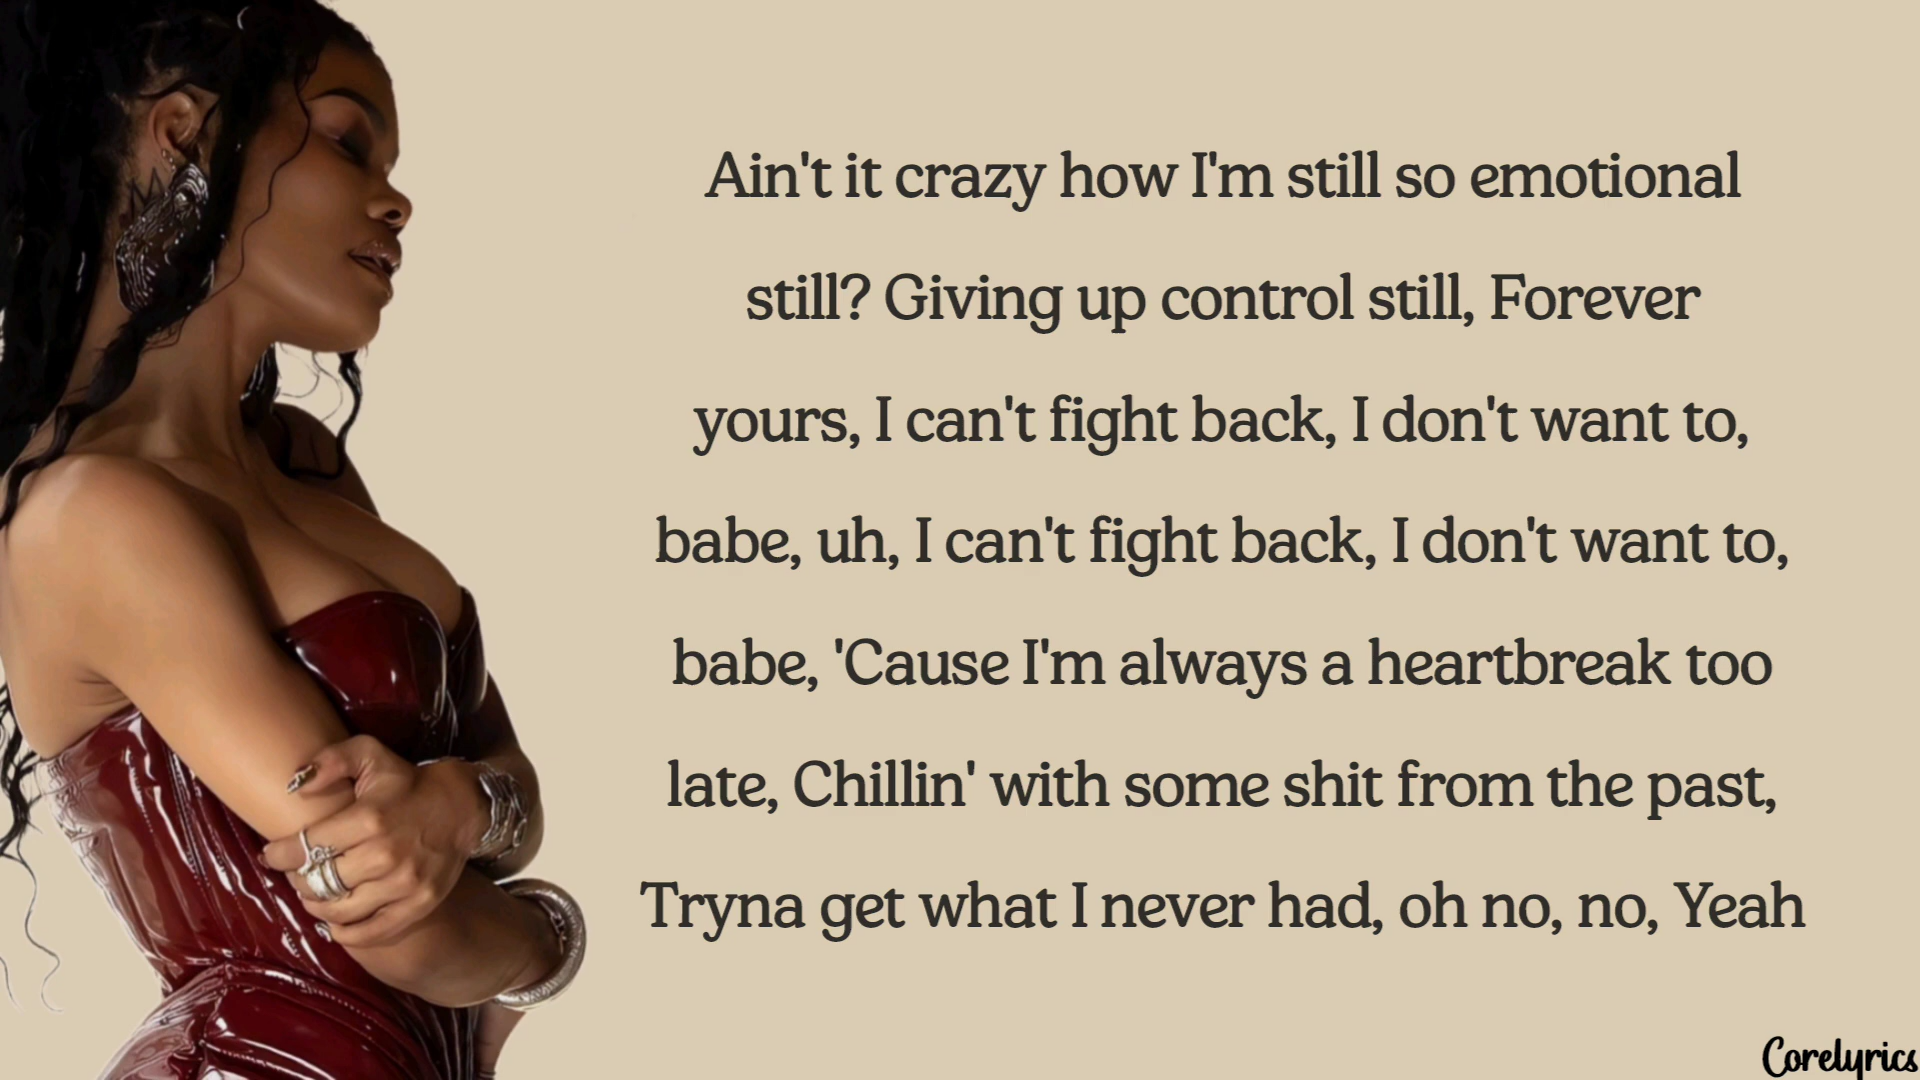 Ain't it crazy how I'm still so emotional
still? Giving up control still, Forever
yours, I can't fight back, I don't want to,
babe, uh, I can't fight back, I don't want to,
babe, 'Cause I'm always a heartbreak too
late, Chillin' with some shit from the past,
Tryna get what I never had, oh no, no, Yeah
Corelyrics